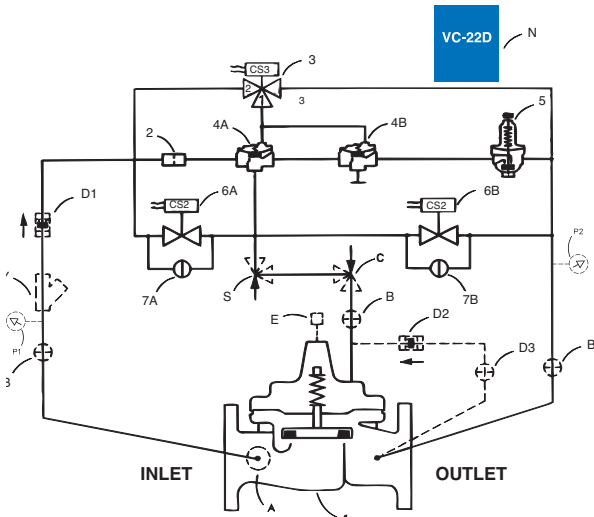 VC-22D N
3
CS3
2
1
3
4A
4B
5
2
D1
6A
CS2
6B
CS2
P2
C
S
7A
7B
B
E
D2
D3
P1
B
INLET
OUTLET
A